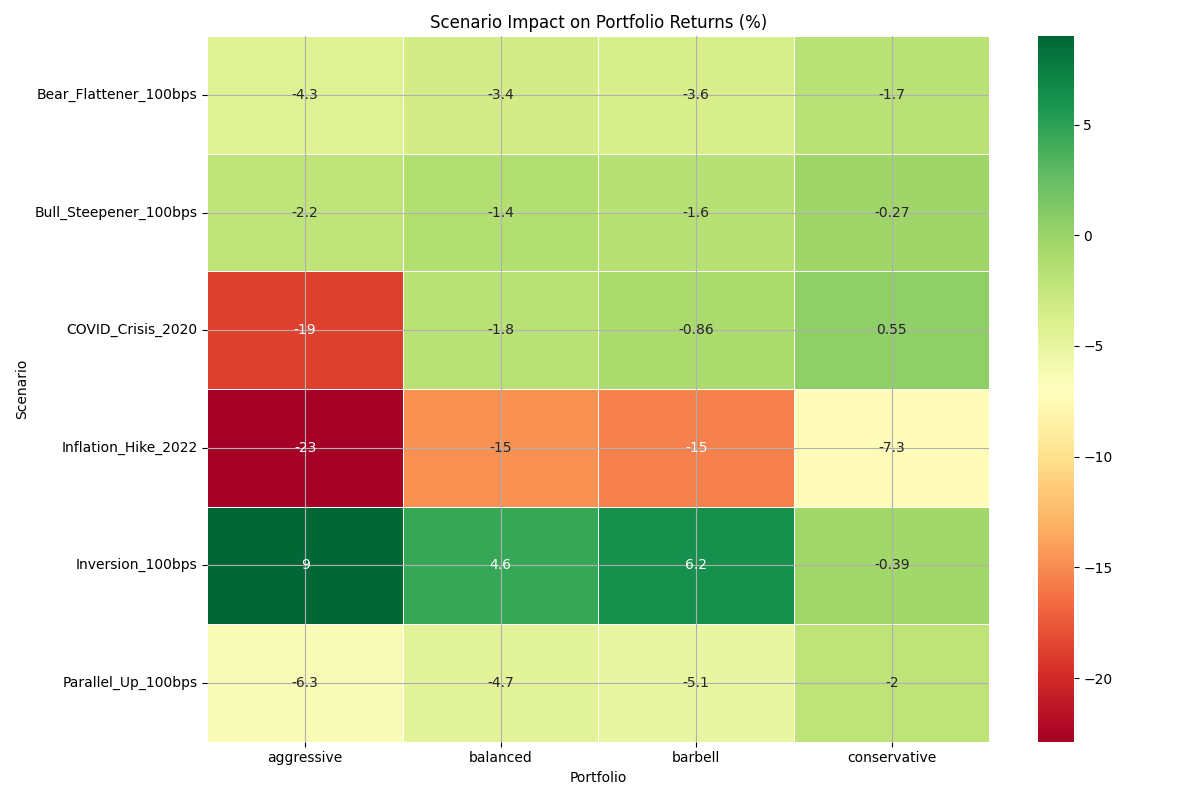 Scenario Impact on Portfolio Returns (%)
Bear_Flattener_100bps -4.3 -3.4 -3.6 -1.7
Bull_Steepener_100bps -2.2 -1.4 -1.6 -0.27
COVID_Crisis_2020 -19 -1.8 -0.86 0.55
Inflation_Hike_2022 -23 -15 -15 -7.3
Inversion_100bps 9 4.6 6.2 -0.39
Parallel_Up_100bps -6.3 -4.7 -5.1 -2
aggressive balanced barbell conservative
Portfolio
Scenario
5
0
−5
−10
−15
−20